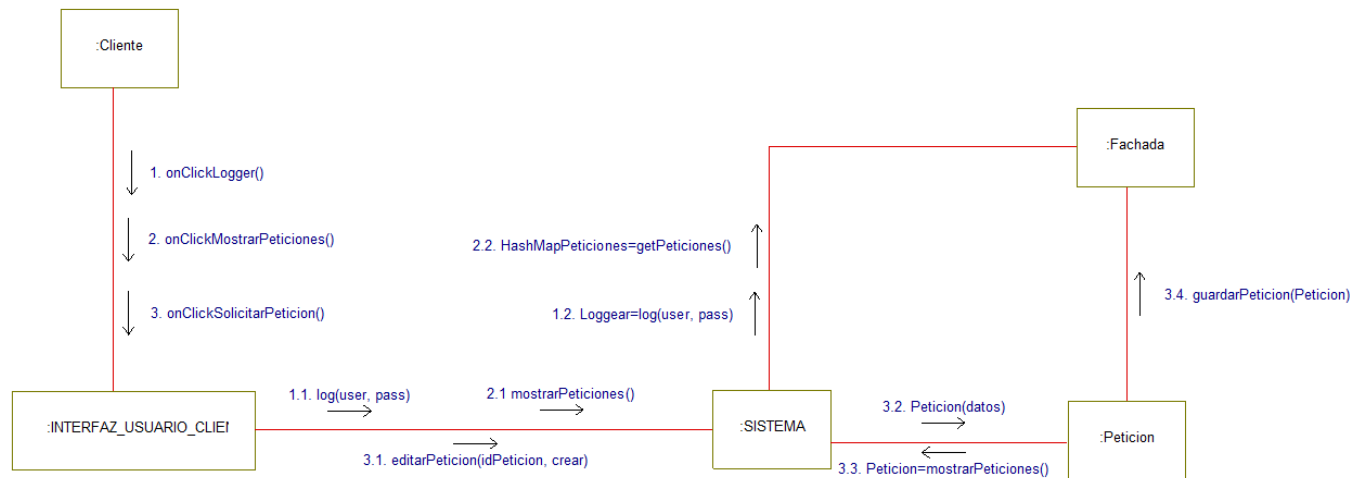 :Cliente
:Fachada
1. onClickLogger()
2. onClickMostrarPeticiones()
2.2. HashMapPeticiones=getPeticiones()
3. onClickSolicitarPeticion()
1.2. Loggear=log(user, pass)
3.4. guardarPeticion(Peticion)
1.1. log(user, pass)
2.1 mostrarPeticiones()
:INTERFAZ_USUARIO_CLIEN
:SISTEMA
3.2. Peticion(datos)
:Peticion
3.1. editarPeticion(idPeticion, crear)
3.3. Peticion=mostrarPeticiones()